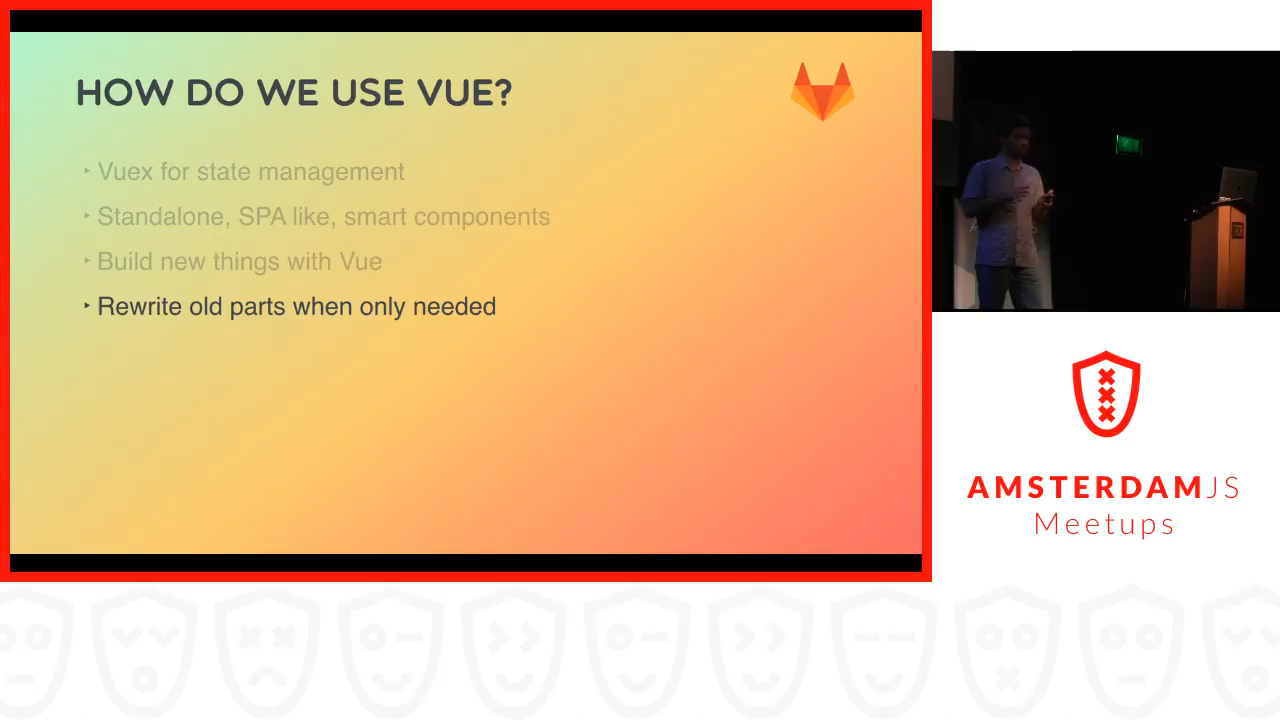 HOW DO WE USE VUE?
‣ Vuex for state management
‣ Standalone, SPA like, smart components
‣ Build new things with Vue
‣ Rewrite old parts when only needed
AMSTERDAMJS
Meetups